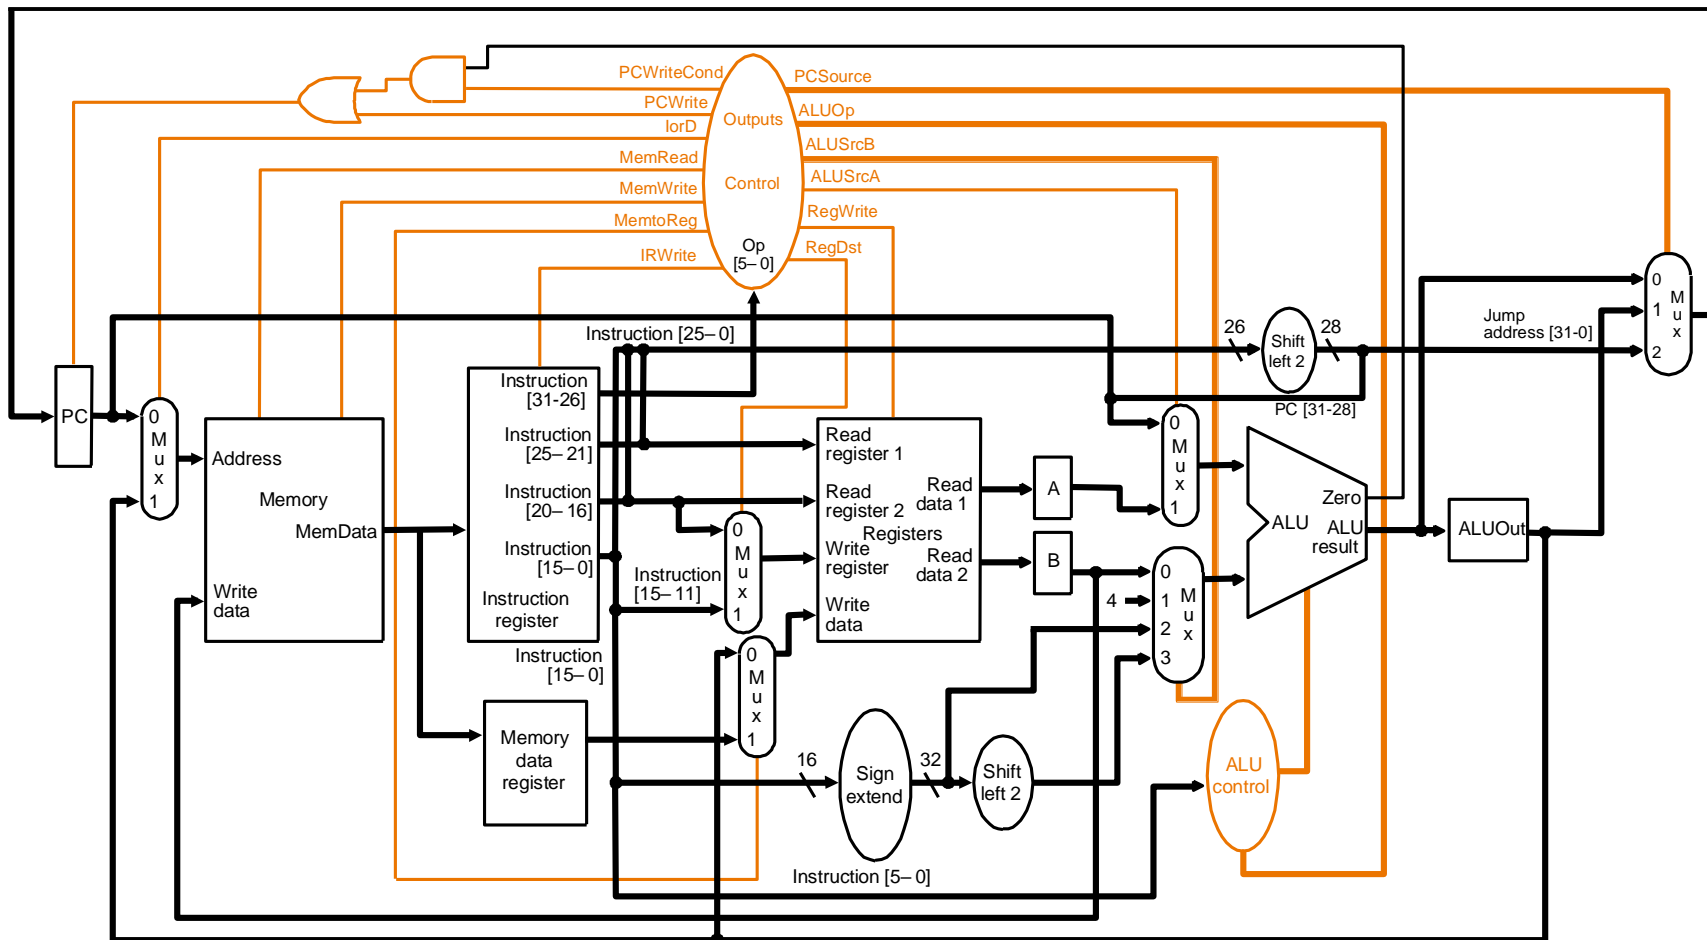 PCWriteCond
PCWrite
IorD
MemRead
MemWrite
MemtoReg
IRWrite
Outputs
Control
Op
[5–0]
PCSource
ALUOp
ALUSrcB
ALUSrcA
RegWrite
RegDst
Instruction [25–0]
26
Shift
left 2
28
Jump
address [31-0]
0
1
2
M
u
x
PC [31-28]
PC
0
M
u
x
1
Address
Memory
MemData
Write
data
Instruction
[31-26]
Instruction
[25–21]
Instruction
[20–16]
Instruction
[15–0]
Instruction
register
Instruction
[15–0]
Instruction
[15–11]
0
M
u
x
1
Read
register 1
Read
register 2
Registers
Write
register
Write
data
Read
data 1
Read
data 2
A
B
4
0
M
u
x
1
0
1
2
3
M
u
x
Zero
ALU
ALU
result
ALUOut
0
M
u
x
1
Memory
data
register
16
Sign
extend
32
Shift
left 2
ALU
control
Instruction [5–0]